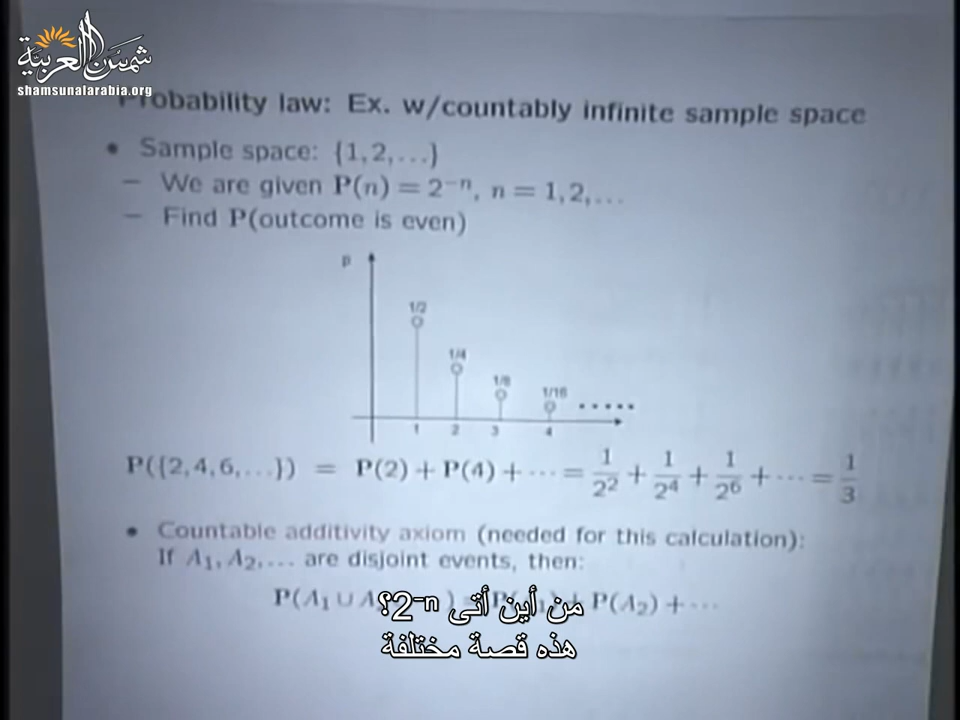 شمس العربية
shamsunalarabia.org
Probability law: Ex. w/countably infinite sample space
• Sample space: {1, 2, …}
– We are given P(n) = 2⁻ⁿ, n = 1, 2, …
– Find P(outcome is even)
p
1/2
1/4
1/8
1/16
.....
1 2 3 4
P({2, 4, 6, …}) = P(2) + P(4) + ⋯ = 1/2² + 1/2⁴ + 1/2⁶ + ⋯ = 1/3
• Countable additivity axiom (needed for this calculation):
If A₁, A₂, … are disjoint events, then:
P(A₁ ∪ A P(A₂) + ⋯
من أين أتى 2⁻ⁿ؟
هذه قصة مختلفة